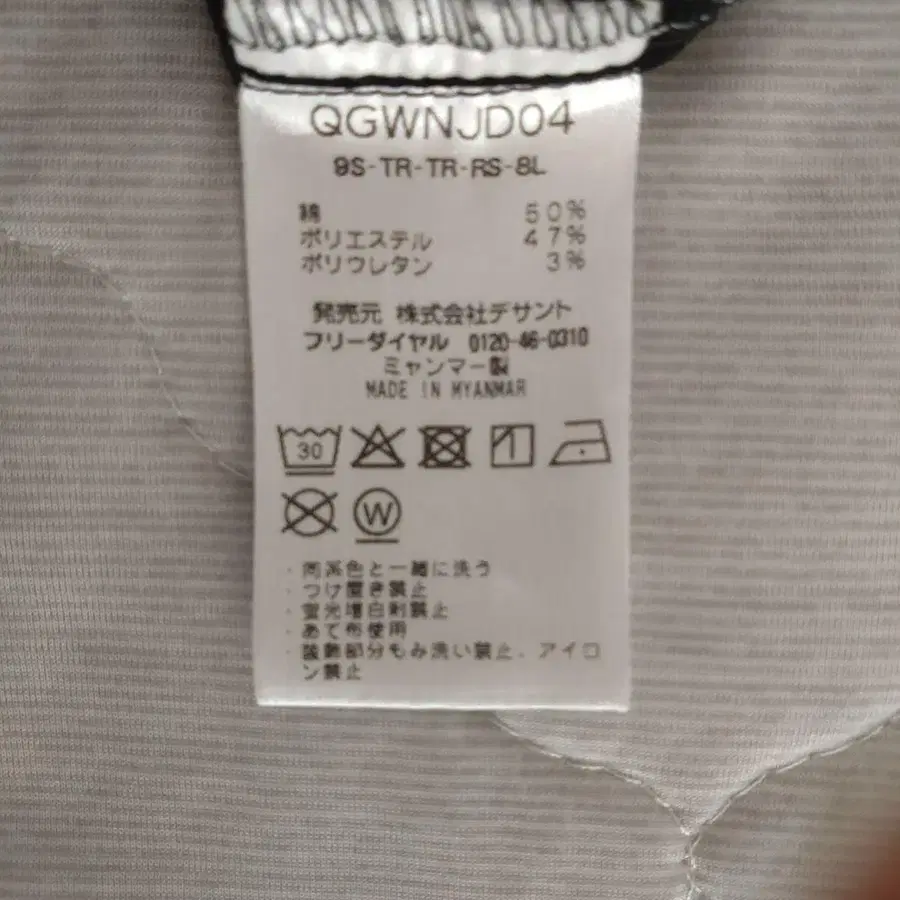 QGWNJD04
9S-TR-TR-RS-8L
綿 50%
ポリエステル 47%
ポリウレタン 3%
発売元 株式会社デサント
フリーダイヤル 0120-46-0310
ミャンマー製
MADE IN MYANMAR
30
W
・同系色と一緒に洗う
・つけ置き禁止
・蛍光増白剤禁止
・あて布使用
・装飾部分もみ洗い禁止、アイロ
ン禁止